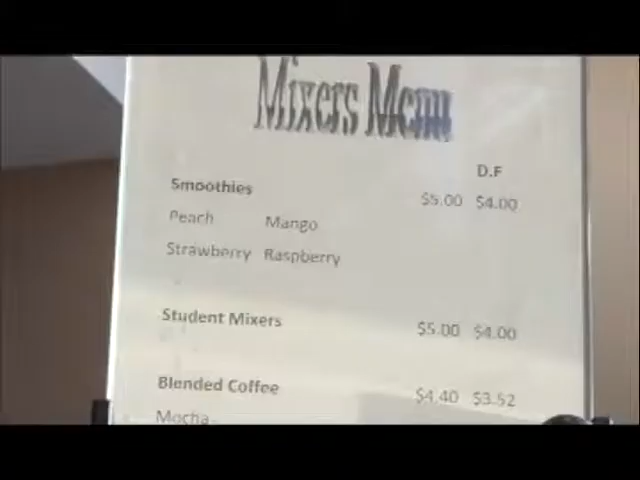 Mixers Menu
D.F
Smoothies $5.00 $4.00
Peach Mango
Strawberry Raspberry
Student Mixers $5.00 $4.00
Blended Coffee $4.40 $3.52
Mocha